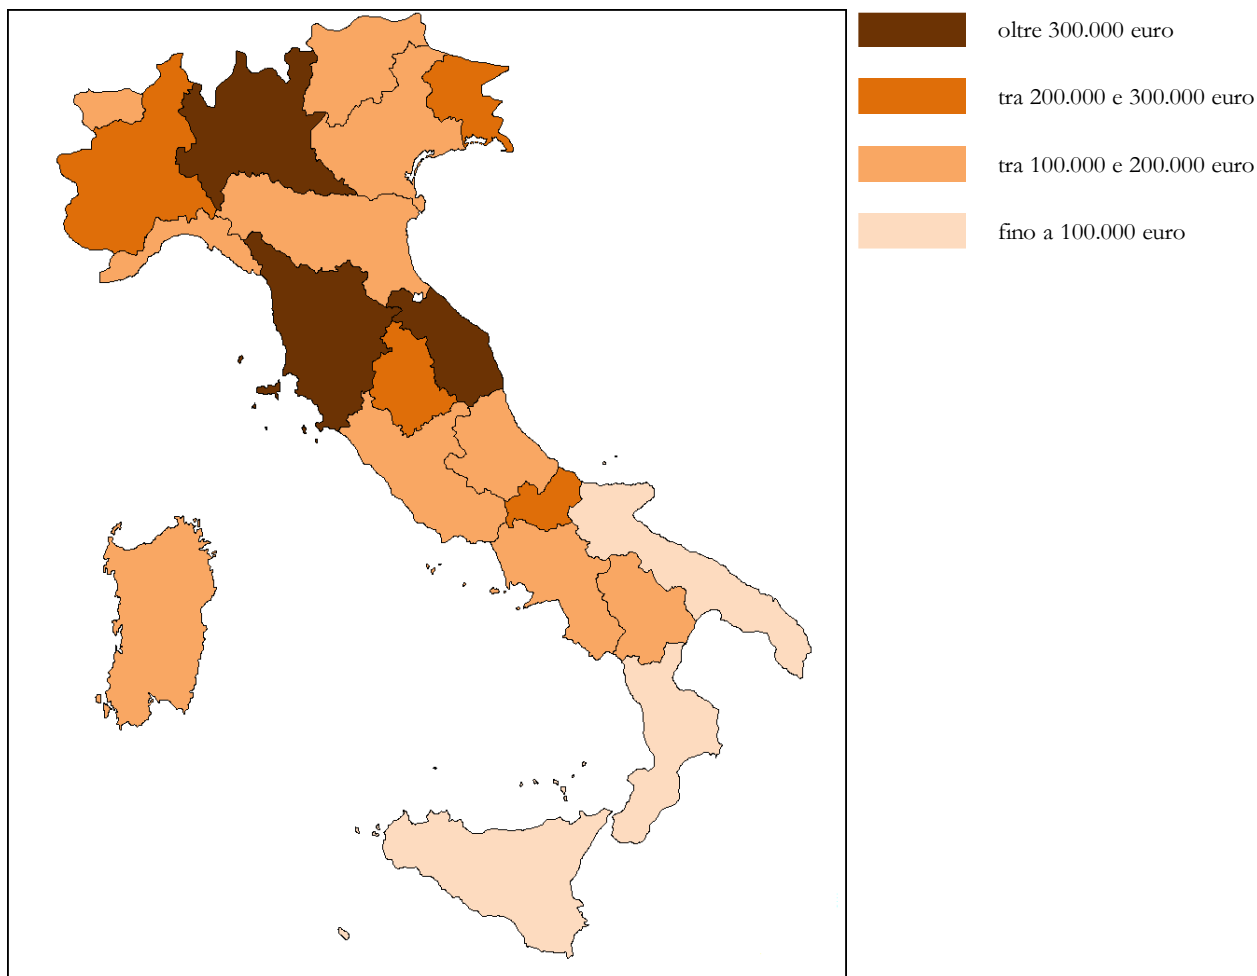 oltre 300.000 euro
tra 200.000 e 300.000 euro
tra 100.000 e 200.000 euro
fino a 100.000 euro